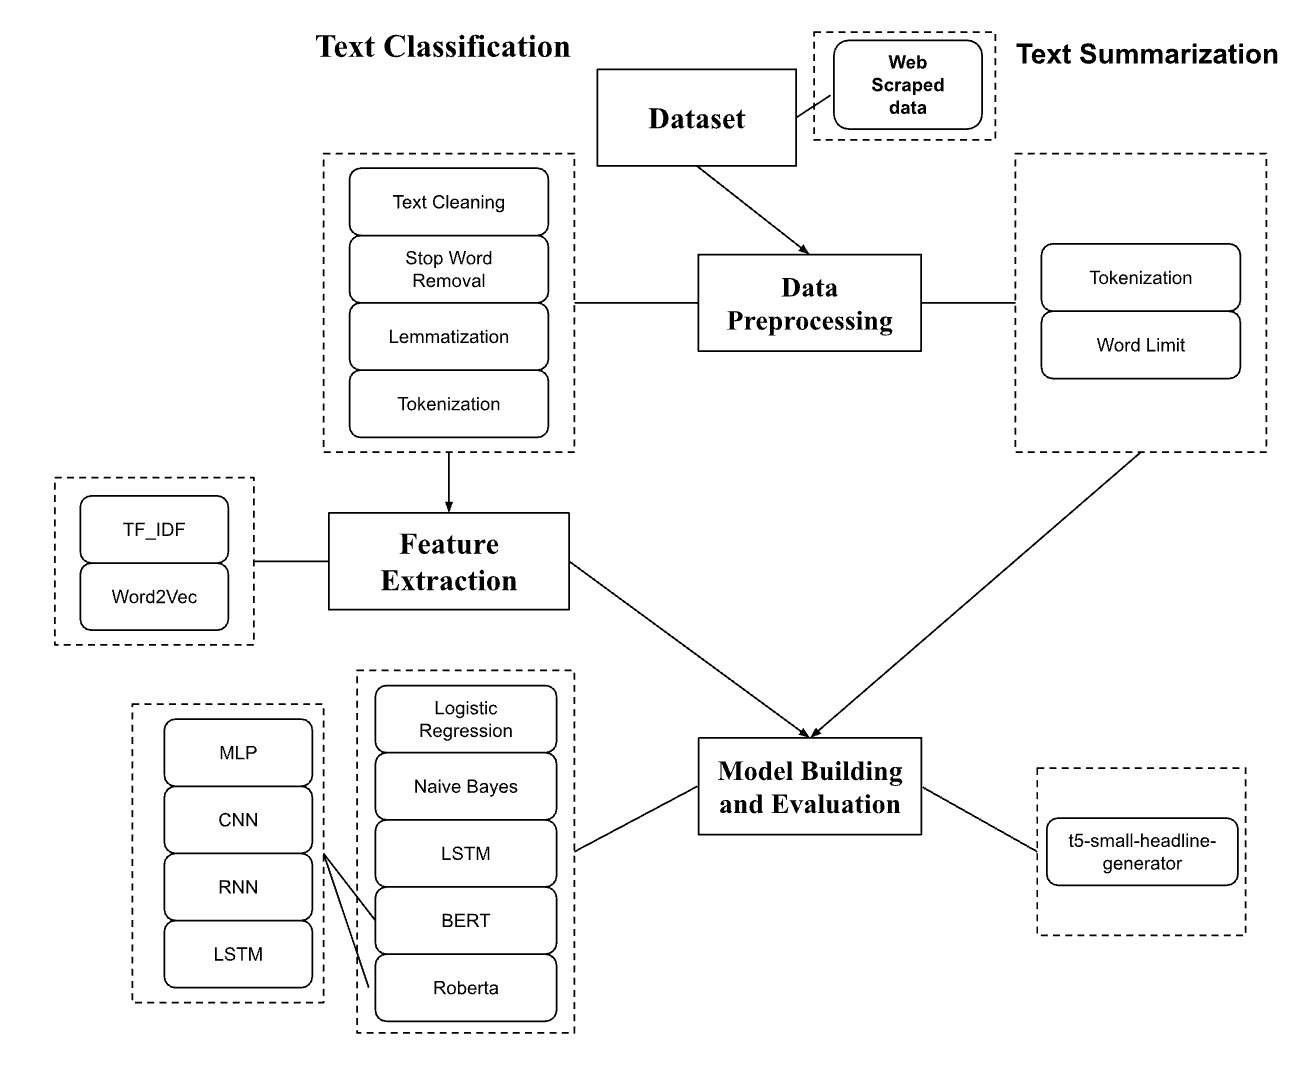 Text Classification
Text Summarization
Web
Scraped
data
Dataset
Text Cleaning
Stop Word
Removal
Lemmatization
Tokenization
Data
Preprocessing
Tokenization
Word Limit
TF_IDF
Word2Vec
Feature
Extraction
MLP
CNN
RNN
LSTM
Logistic
Regression
Naive Bayes
LSTM
BERT
Roberta
Model Building
and Evaluation
t5-small-headline-
generator